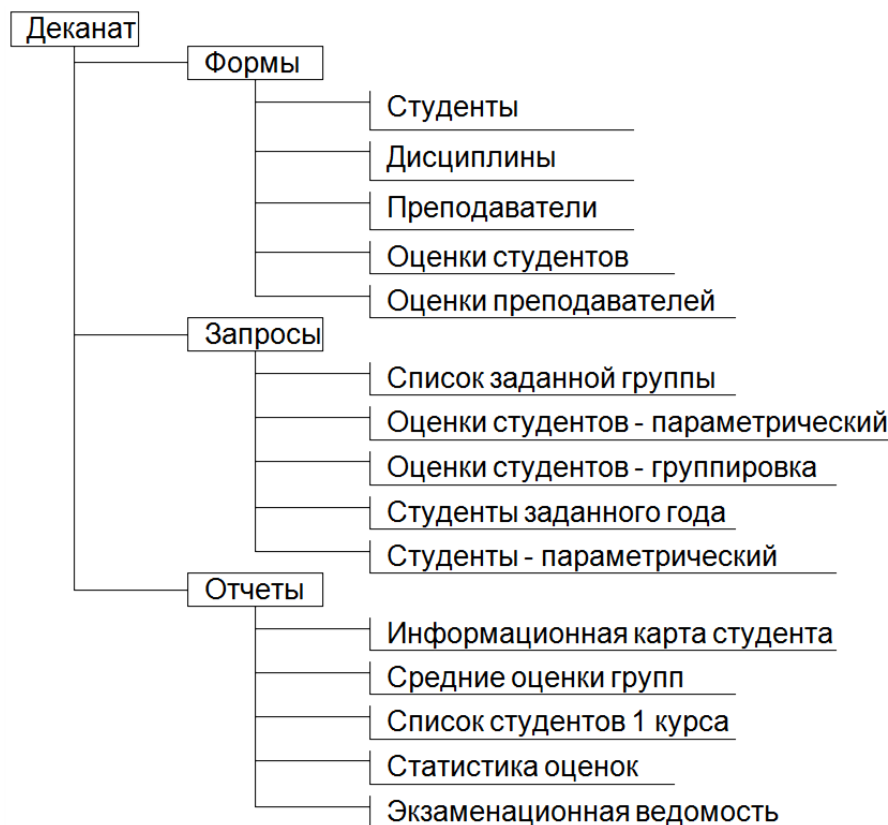 Деканат
Формы
Студенты
Дисциплины
Преподаватели
Оценки студентов
Оценки преподавателей
Запросы
Список заданной группы
Оценки студентов - параметрический
Оценки студентов - группировка
Студенты заданного года
Студенты - параметрический
Отчеты
Информационная карта студента
Средние оценки групп
Список студентов 1 курса
Статистика оценок
Экзаменационная ведомость